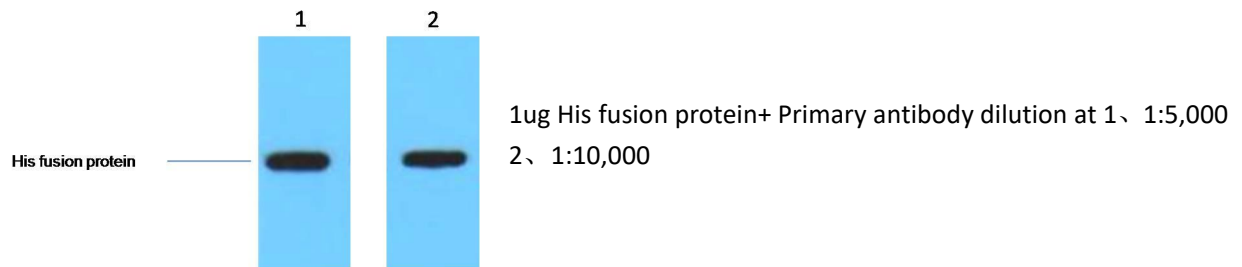 1 2
1ug His fusion protein+ Primary antibody dilution at 1、1:5,000
2、1:10,000
His fusion protein